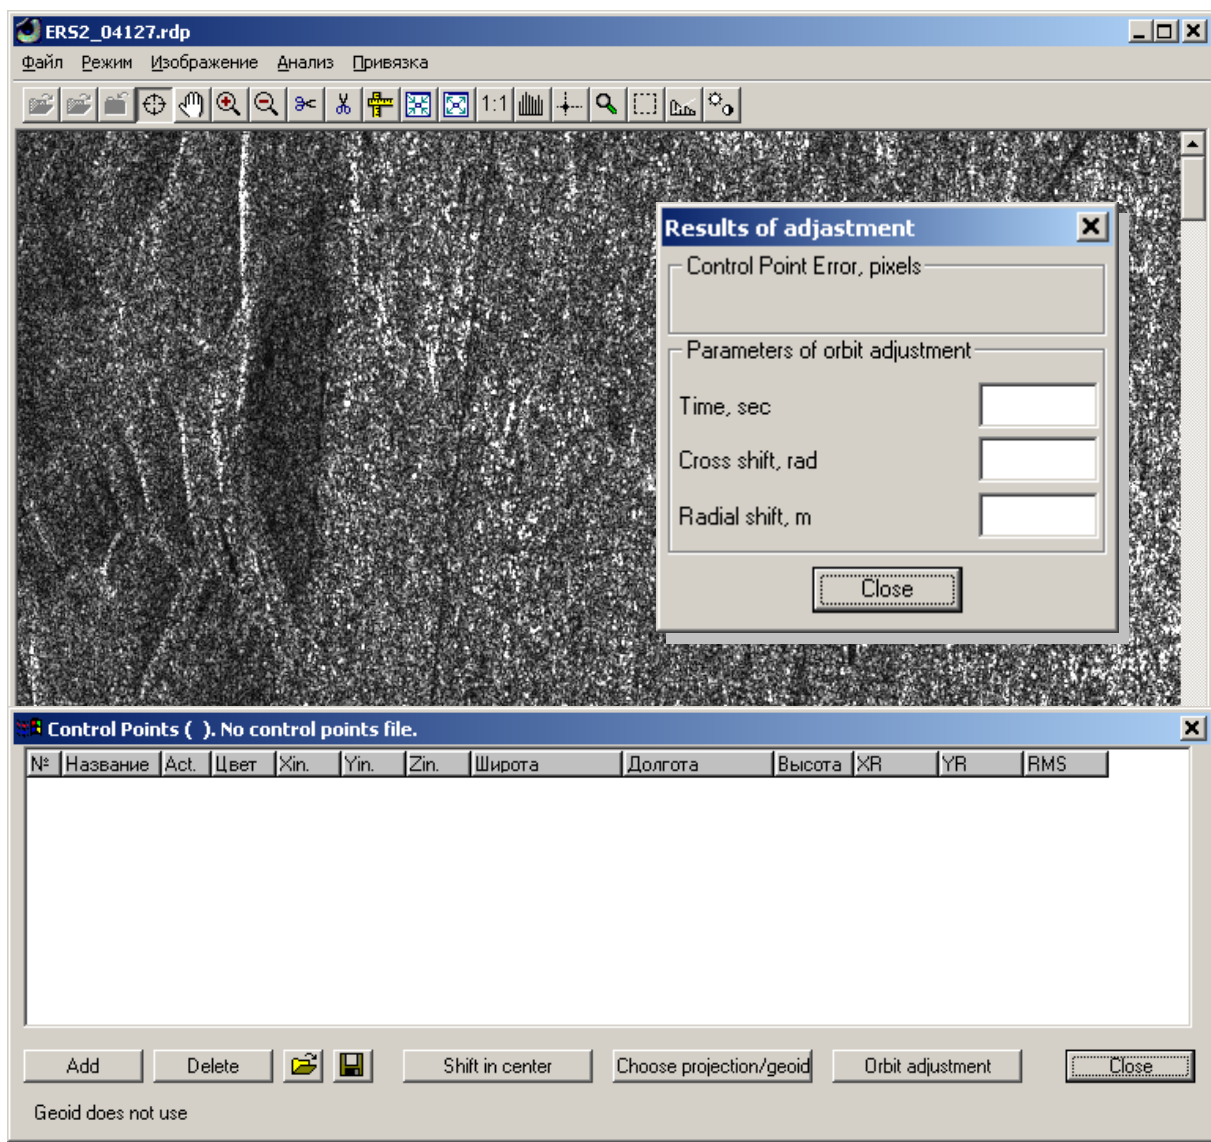 ERS2_04127.rdp
Файл Режим Изображение Анализ Привязка
1:1
Results of adjastment
Control Point Error, pixels
Parameters of orbit adjustment
Time, sec
Cross shift, rad
Radial shift, m
Close
Control Points ( ). No control points file.
№ Название Act. Цвет Xin. Yin. Zin. Широта Долгота Высота XR YR RMS
Add Delete Shift in center Choose projection/geoid Orbit adjustment Close
Geoid does not use